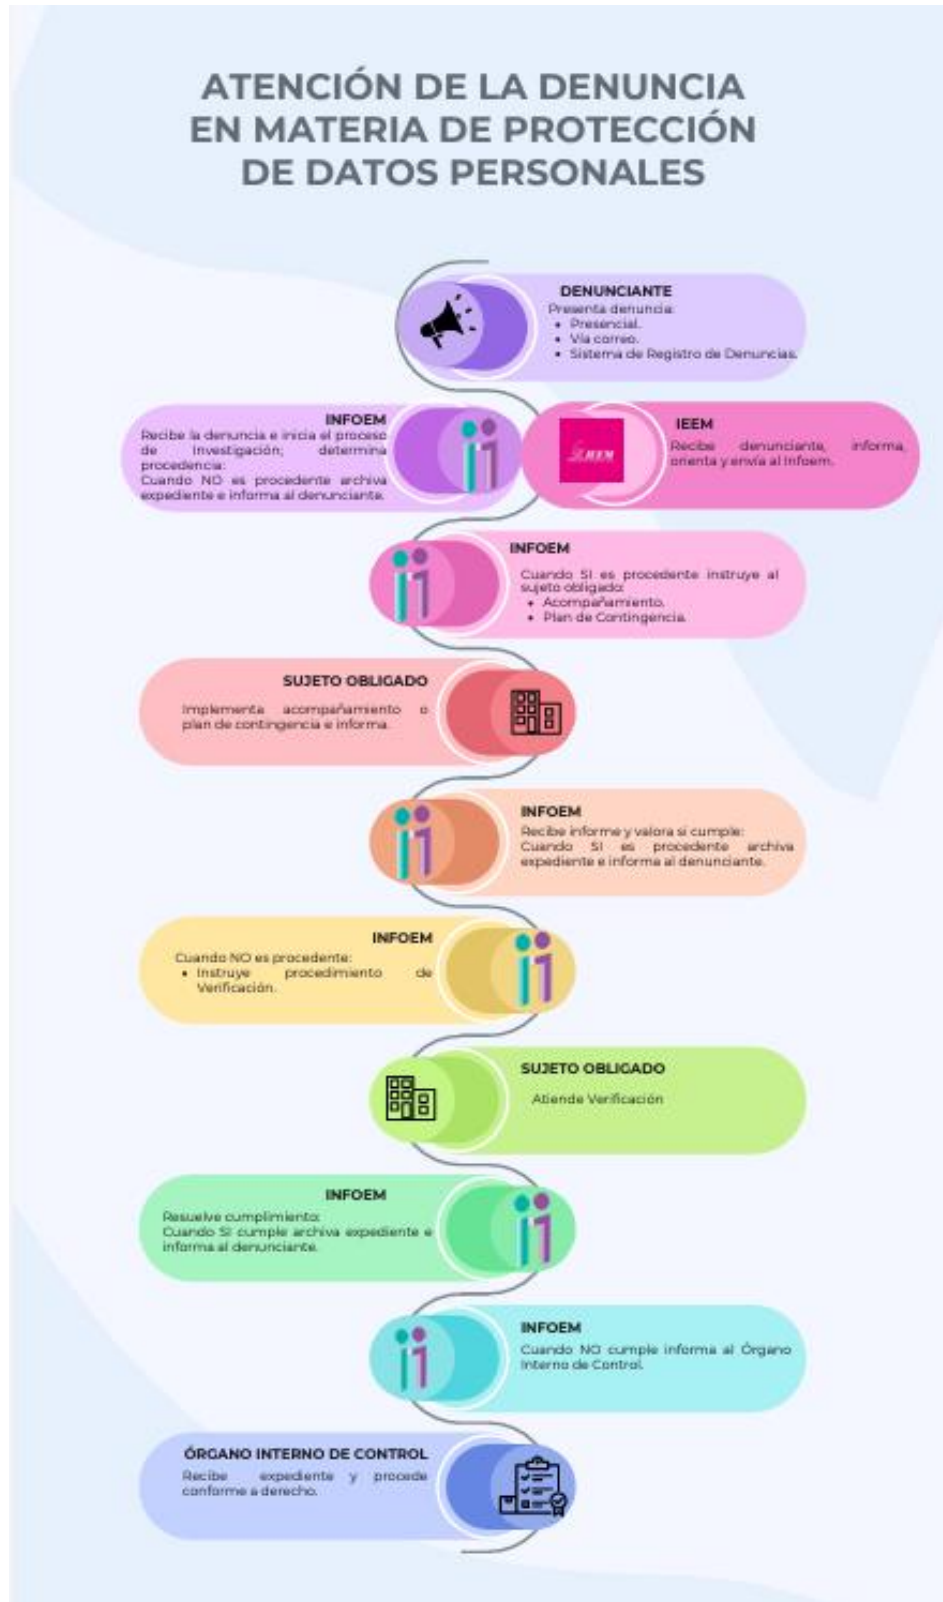 ATENCIÓN DE LA DENUNCIA
EN MATERIA DE PROTECCIÓN
DE DATOS PERSONALES
DENUNCIANTE
Presenta denuncia:
• Presencial.
• Vía correo.
• Sistema de Registro de Denuncias.
INFOEM
Recibe la denuncia e inicia el proceso
de Investigación; determina
procedencia:
Cuando NO es procedente archiva
expediente e informa al denunciante.
IEEM
IEEM
Recibe denunciante, informa,
orienta y envía al Infoem.
INFOEM
Cuando SI es procedente instruye al
sujeto obligado:
• Acompañamiento.
• Plan de Contingencia.
SUJETO OBLIGADO
Implementa acompañamiento o
plan de contingencia e informa.
INFOEM
Recibe informe y valora si cumple:
Cuando SI es procedente archiva
expediente e informa al denunciante.
INFOEM
Cuando NO es procedente:
• Instruye procedimiento de
Verificación.
SUJETO OBLIGADO
Atiende Verificación
INFOEM
Resuelve cumplimiento:
Cuando SI cumple archiva expediente e
informa al denunciante.
INFOEM
Cuando NO cumple informa al Órgano
Interno de Control.
ÓRGANO INTERNO DE CONTROL
Recibe expediente y procede
conforme a derecho.